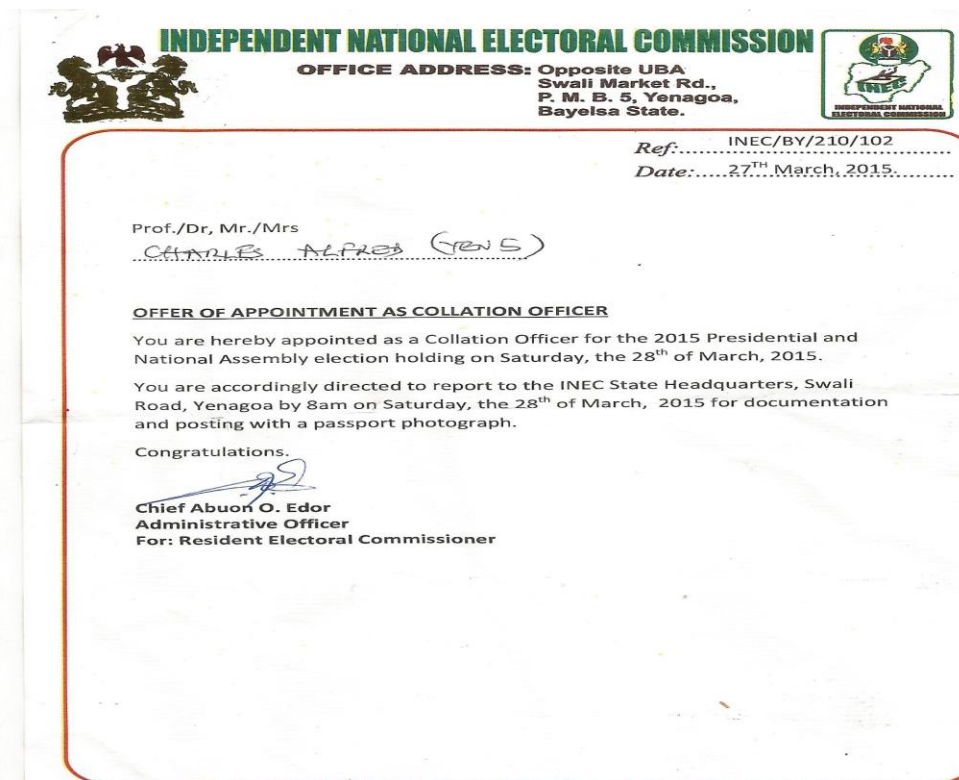 INDEPENDENT NATIONAL ELECTORAL COMMISSION
OFFICE ADDRESS: Opposite UBA
Swali Market Rd.,
P. M. B. 5, Yenagoa,
Bayelsa State.
INEC
INDEPENDENT NATIONAL
ELECTORAL COMMISSION
Ref:......INEC/BY/210/102
Date:.....27TH March, 2015.
Prof./Dr, Mr./Mrs
CHARLES ALFRED (YEN 5)
OFFER OF APPOINTMENT AS COLLATION OFFICER
You are hereby appointed as a Collation Officer for the 2015 Presidential and
National Assembly election holding on Saturday, the 28th of March, 2015.
You are accordingly directed to report to the INEC State Headquarters, Swali
Road, Yenagoa by 8am on Saturday, the 28th of March, 2015 for documentation
and posting with a passport photograph.
Congratulations.
Chief Abuon O. Edor
Administrative Officer
For: Resident Electoral Commissioner